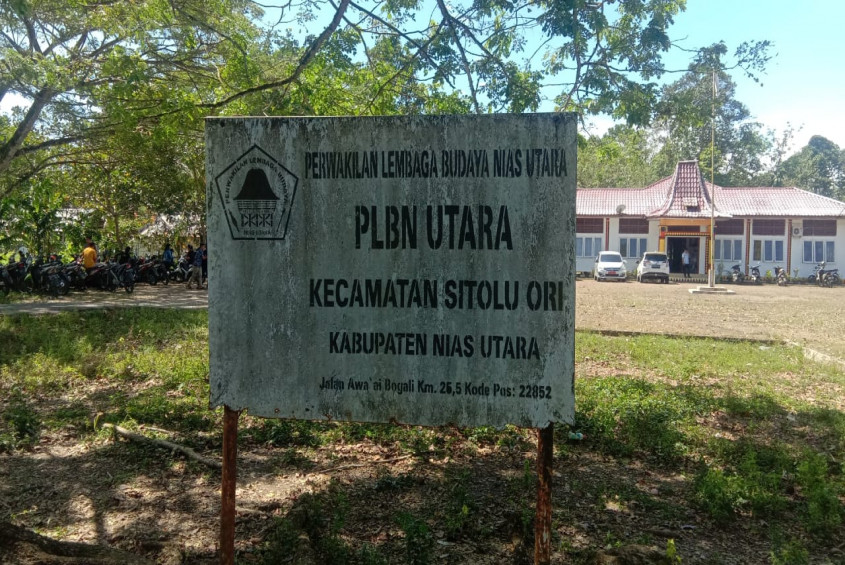 PERWAKILAN LEMBAGA BUDAYA NIAS UTARA
PLBN UTARA
KECAMATAN SITOLU ORI
KABUPATEN NIAS UTARA
Jalan Awa'ai Bogali Km. 26,5 Kode Pos: 22852